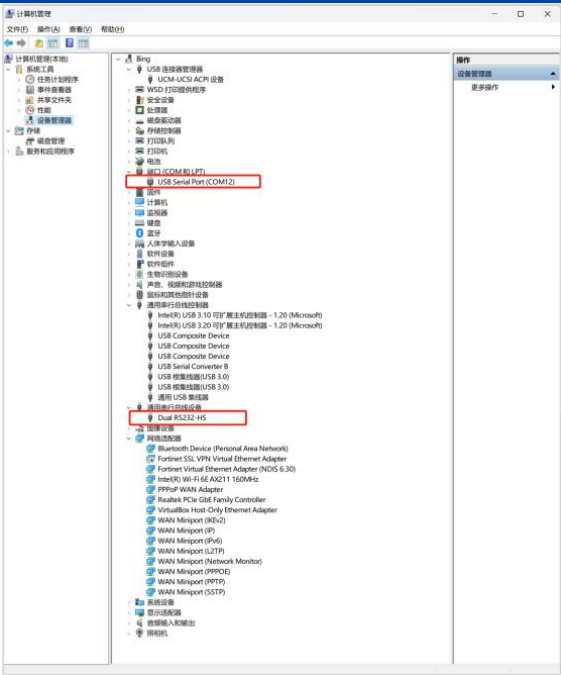 计算机管理
文件(F) 操作(A) 查看(V) 帮助(H)
计算机管理(本地)
系统工具
任务计划程序
事件查看器
共享文件夹
性能
设备管理器
存储
磁盘管理
服务和应用程序
Bing
USB 连接器管理器
UCM-UCSI ACPI 设备
WSD 打印提供程序
安全设备
处理器
磁盘驱动器
存储控制器
打印队列
打印机
电池
端口 (COM 和 LPT)
USB Serial Port (COM12)
固件
计算机
监视器
键盘
蓝牙
人体学输入设备
软件设备
软件组件
生物识别设备
声音、视频和游戏控制器
鼠标和其他指针设备
通用串行总线控制器
Intel(R) USB 3.10 可扩展主机控制器 - 1.20 (Microsoft)
Intel(R) USB 3.20 可扩展主机控制器 - 1.20 (Microsoft)
USB Composite Device
USB Composite Device
USB Composite Device
USB Serial Converter B
USB 根集线器(USB 3.0)
USB 根集线器(USB 3.0)
通用 USB 集线器
通用串行总线设备
Dual RS232-HS
图像设备
网络适配器
Bluetooth Device (Personal Area Network)
Fortinet SSL VPN Virtual Ethernet Adapter
Fortinet Virtual Ethernet Adapter (NDIS 6.30)
Intel(R) Wi-Fi 6E AX211 160MHz
PPPoP WAN Adapter
Realtek PCIe GbE Family Controller
VirtualBox Host-Only Ethernet Adapter
WAN Miniport (IKEv2)
WAN Miniport (IP)
WAN Miniport (IPv6)
WAN Miniport (L2TP)
WAN Miniport (Network Monitor)
WAN Miniport (PPPOE)
WAN Miniport (PPTP)
WAN Miniport (SSTP)
系统设备
显示适配器
音频输入和输出
照相机
操作
设备管理器
更多操作